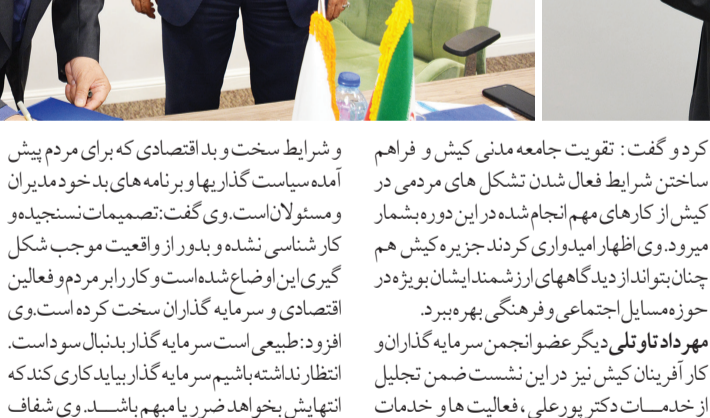 کرد و گفت: تقویت جامعه مدنی کیش و فراهم
ساختن شرایط فعال شدن تشکل های مردمی در
کیش از کارهای مهم انجام شده در این دوره بشمار
میرود. وی اظهار امیدواری کردند جزیره کیش هم
چنان بتواند از دیدگاههای ارزشمند ایشان بویژه در
حوزه مسایل اجتماعی و فرهنگی بهره ببرد.
مهرداد تاوتلی دیگر عضو انجمن سرمایه گذاران و
کار آفرینان کیش نیز در این نشست ضمن تجلیل
از خدمـــات دکتر پورعلی، فعالیت ها و خدمات
و شرایط سخت و بد اقتصادی که برای مردم پیش
آمده سیاست گذاریها و برنامه های بد خود مدیران
و مسئولان است. وی گفت: تصمیمات نسنجیده و
کار شناسی نشده و بدور از واقعیت موجب شکل
گیری این اوضاع شده است و کار را بر مردم و فعالین
اقتصادی و سرمایه گذاران سخت کرده است. وی
افزود: طبیعی است سرمایه گذار بدنبال سود است.
انتظار نداشته باشیم سرمایه گذار بیاید کاری کند که
انتهایش بخواهد ضرر یا مبهم باشـــد. وی شفاف